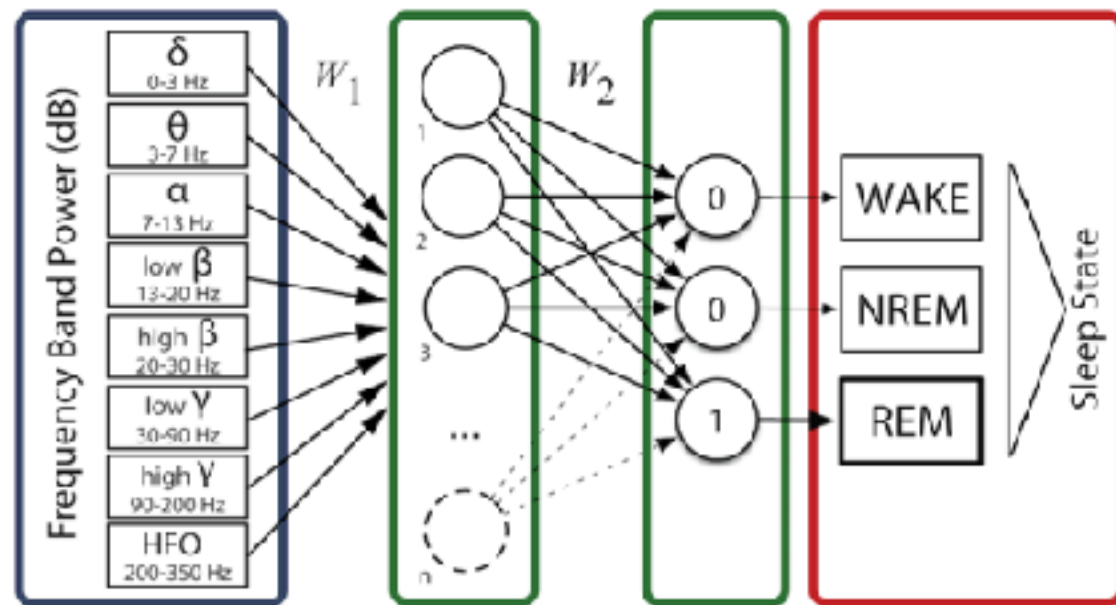 Frequency Band Power (dB)
δ
0-3 Hz
θ
3-7 Hz
α
7-13 Hz
low β
13-20 Hz
high β
20-30 Hz
low γ
30-90 Hz
high γ
90-200 Hz
HFO
200-350 Hz
W1
1
2
3
...
n
W2
0
0
1
WAKE
NREM
REM
Sleep State